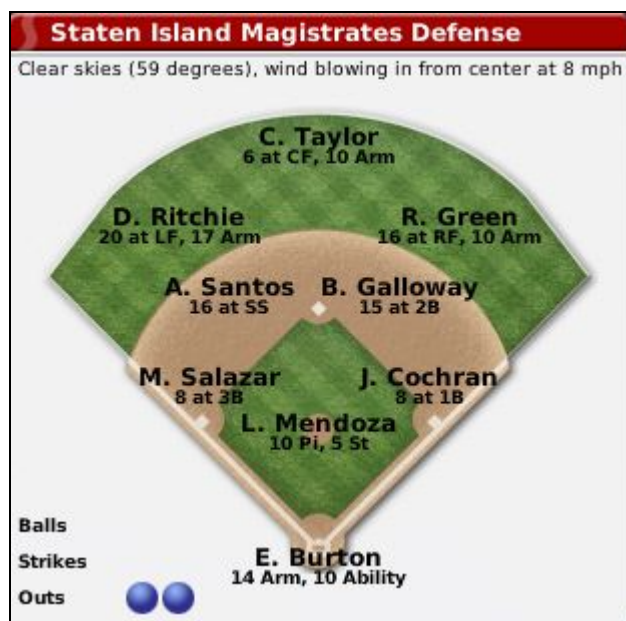 Staten Island Magistrates Defense
Clear skies (59 degrees), wind blowing in from center at 8 mph
C. Taylor
6 at CF, 10 Arm
D. Ritchie
20 at LF, 17 Arm
R. Green
16 at RF, 10 Arm
A. Santos
16 at SS
B. Galloway
15 at 2B
M. Salazar
8 at 3B
J. Cochran
8 at 1B
L. Mendoza
10 Pi, 5 St
E. Burton
14 Arm, 10 Ability
Balls
Strikes
Outs